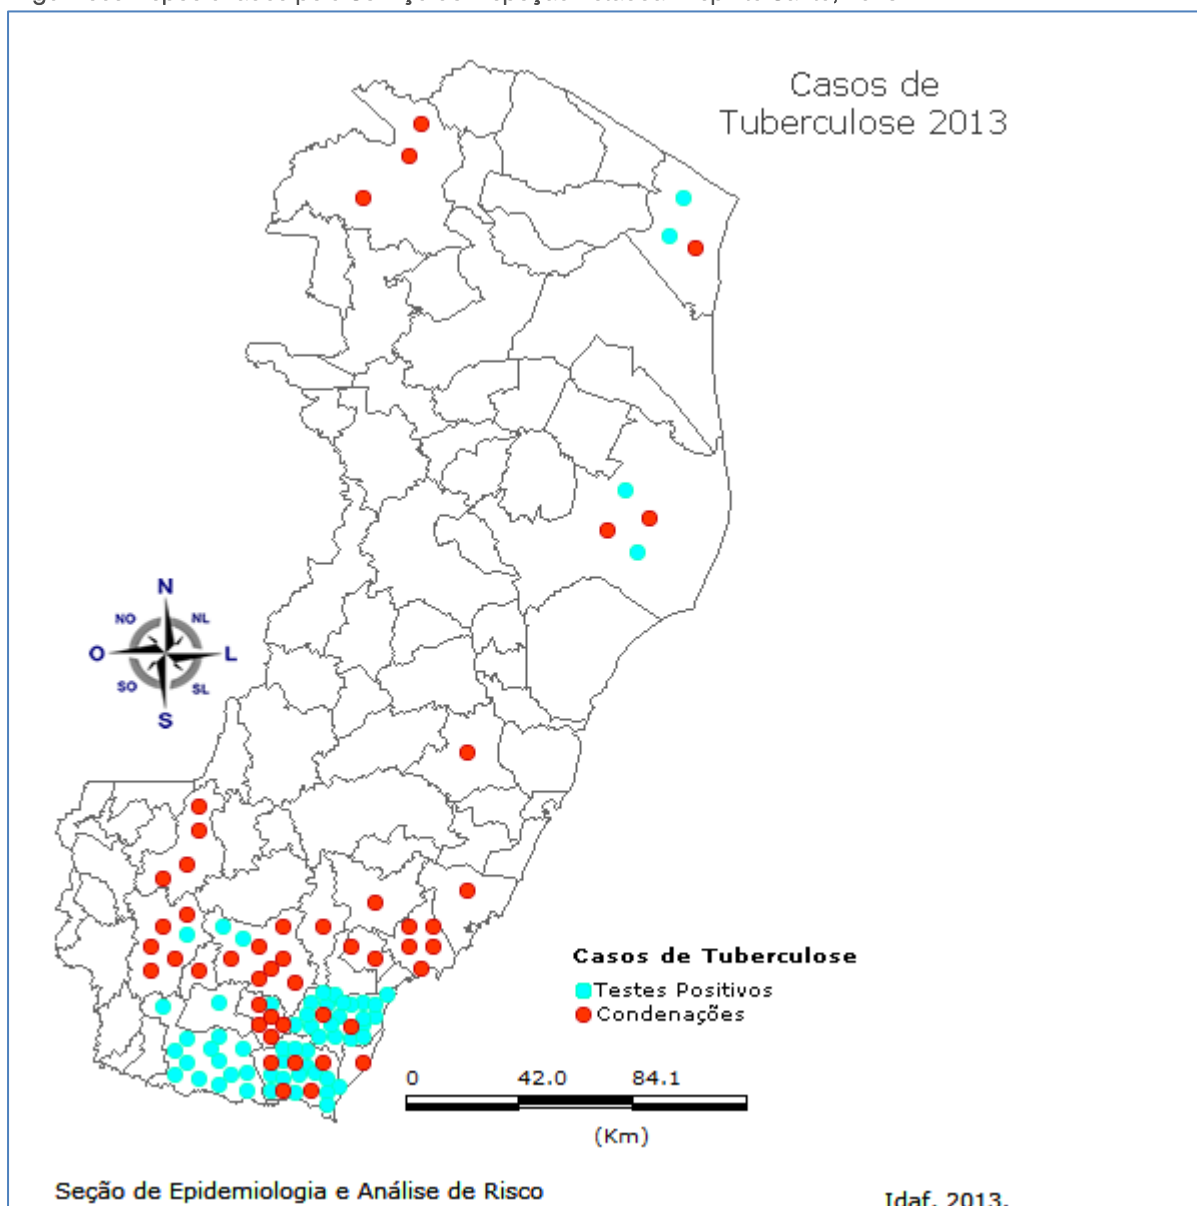 Casos de
Tuberculose 2013
N
NO
NL
O
L
SO
SL
S
Casos de Tuberculose
Testes Positivos
Condenações
0 42.0 84.1
(Km)
Seção de Epidemiologia e Análise de Risco
Idaf, 2013.